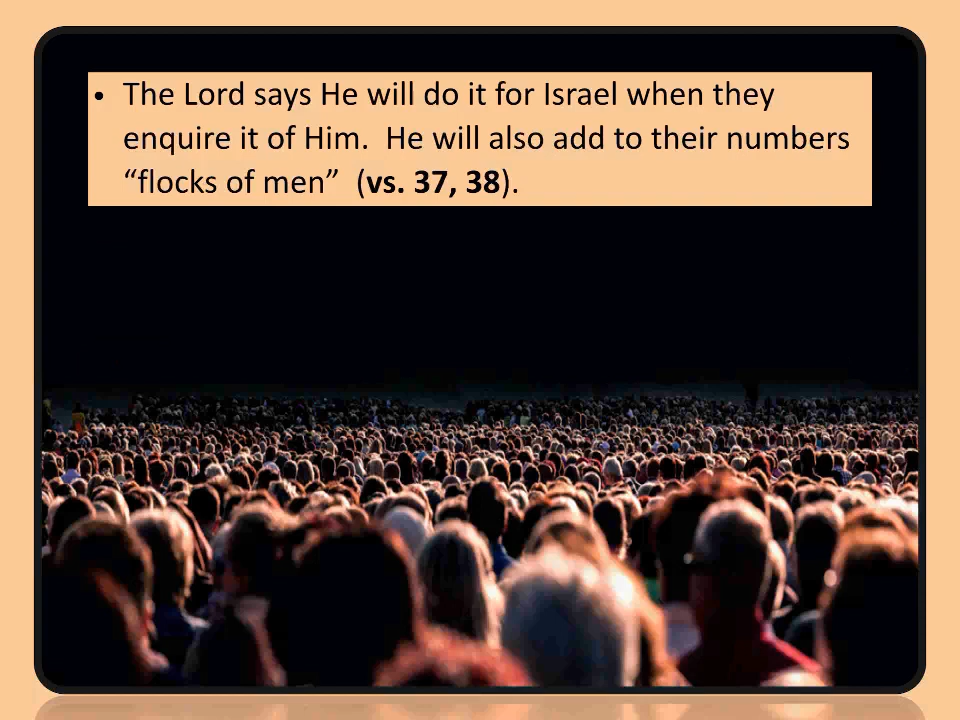 • The Lord says He will do it for Israel when they
enquire it of Him.  He will also add to their numbers
“flocks of men”  (vs. 37, 38).